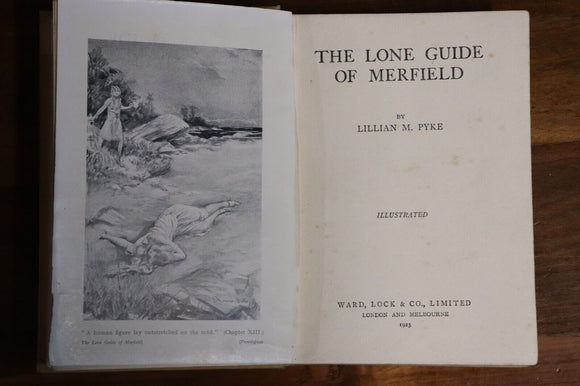 "A human figure lay outstretched on the sand." (Chapter XIII.)
The Lone Guide of Merfield] [Frontispiece
THE LONE GUIDE
OF MERFIELD
BY
LILLIAN M. PYKE
ILLUSTRATED
WARD, LOCK & CO., LIMITED
LONDON AND MELBOURNE
1925